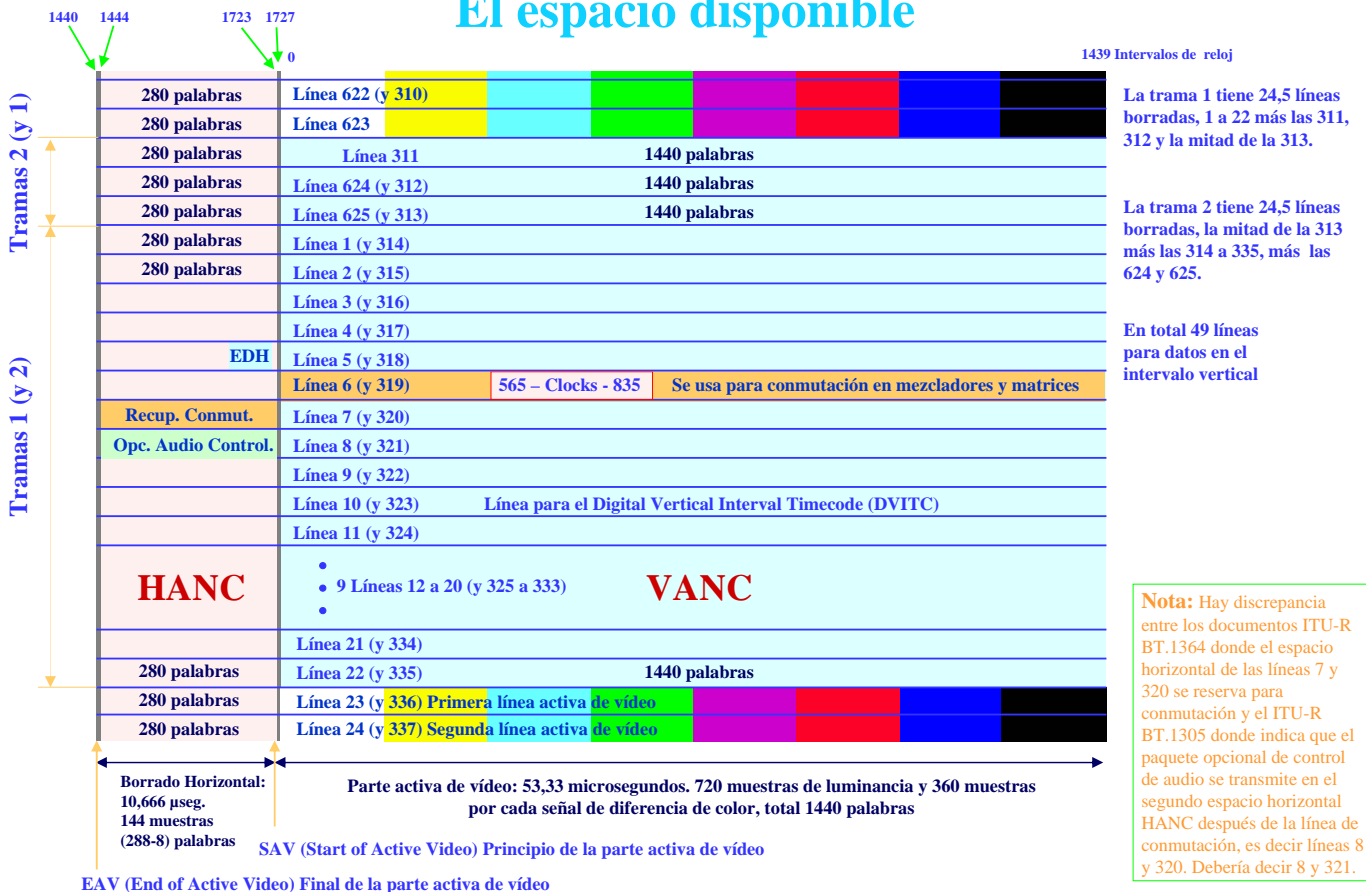 El espacio disponible
1440 1444 1723 1727
0
1439 Intervalos de reloj
Tramas 2 (y 1)
Tramas 1 (y 2)
280 palabras Línea 622 (y 310)
280 palabras Línea 623
280 palabras Línea 311 1440 palabras
280 palabras Línea 624 (y 312) 1440 palabras
280 palabras Línea 625 (y 313) 1440 palabras
280 palabras Línea 1 (y 314)
280 palabras Línea 2 (y 315)
Línea 3 (y 316)
Línea 4 (y 317)
EDH Línea 5 (y 318)
Línea 6 (y 319) 565 – Clocks - 835 Se usa para conmutación en mezcladores y matrices
Recup. Conmut. Línea 7 (y 320)
Opc. Audio Control. Línea 8 (y 321)
Línea 9 (y 322)
Línea 10 (y 323) Línea para el Digital Vertical Interval Timecode (DVITC)
Línea 11 (y 324)
HANC • 9 Líneas 12 a 20 (y 325 a 333) VANC
Línea 21 (y 334)
280 palabras Línea 22 (y 335) 1440 palabras
280 palabras Línea 23 (y 336) Primera línea activa de vídeo
280 palabras Línea 24 (y 337) Segunda línea activa de vídeo
Borrado Horizontal:
10,666 µseg.
144 muestras
(288-8) palabras
Parte activa de vídeo: 53,33 microsegundos. 720 muestras de luminancia y 360 muestras
por cada señal de diferencia de color, total 1440 palabras
SAV (Start of Active Video) Principio de la parte activa de vídeo
EAV (End of Active Video) Final de la parte activa de vídeo
La trama 1 tiene 24,5 líneas
borradas, 1 a 22 más las 311,
312 y la mitad de la 313.
La trama 2 tiene 24,5 líneas
borradas, la mitad de la 313
más las 314 a 335, más las
624 y 625.
En total 49 líneas
para datos en el
intervalo vertical
Nota: Hay discrepancia
entre los documentos ITU-R
BT.1364 donde el espacio
horizontal de las líneas 7 y
320 se reserva para
conmutación y el ITU-R
BT.1305 donde indica que el
paquete opcional de control
de audio se transmite en el
segundo espacio horizontal
HANC después de la línea de
conmutación, es decir líneas 8
y 320. Debería decir 8 y 321.